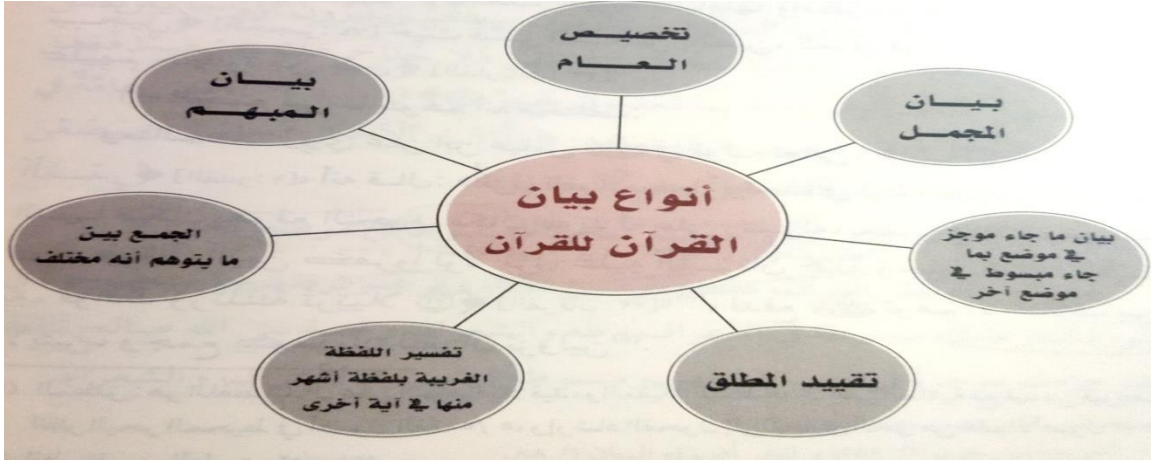 أنواع بيان
القرآن للقرآن
تخصيص
العام
بيان
المجمل
بيان ما جاء موجز
في موضع بما
جاء مبسوط في
موضع آخر
تقييد المطلق
تفسير اللفظة
الغريبة بلفظة أشهر
منها في آية أخرى
الجمع بين
ما يتوهم أنه مختلف
بيان
المبهم